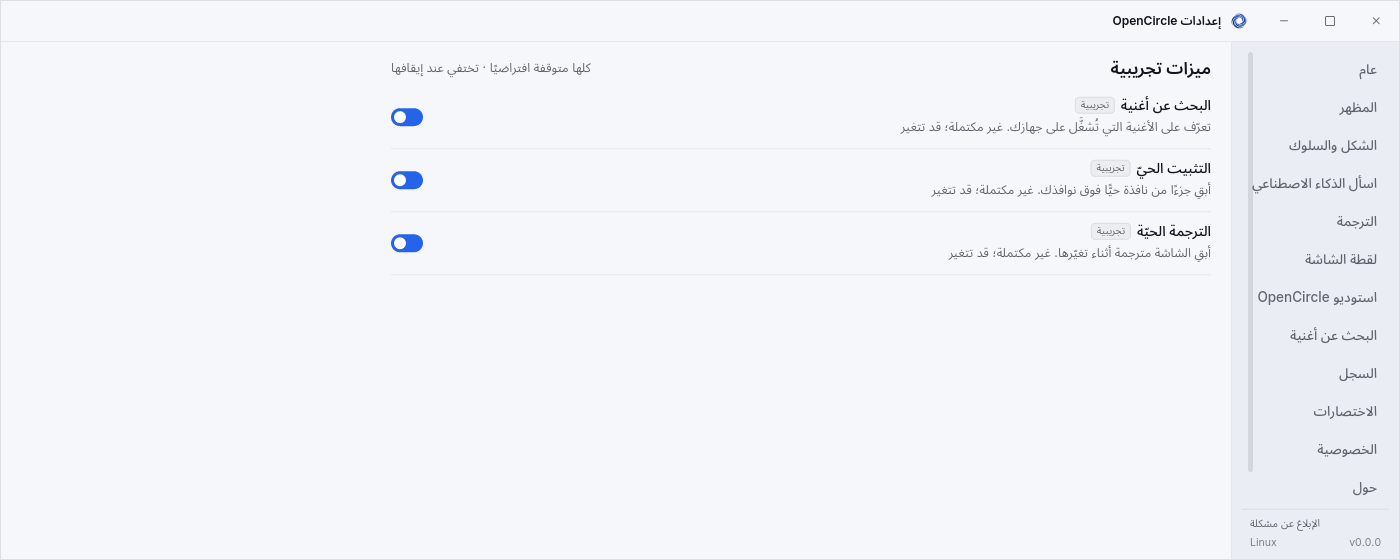 إعدادات OpenCircle
عام
المظهر
الشكل والسلوك
اسأل الذكاء الاصطناعي
الترجمة
لقطة الشاشة
استوديو OpenCircle
البحث عن أغنية
السجل
الاختصارات
الخصوصية
حول
الإبلاغ عن مشكلة
v0.0.0 Linux
ميزات تجريبية
كلها متوقفة افتراضيًا · تختفي عند إيقافها
البحث عن أغنية تجريبية
تعرّف على الأغنية التي تُشغَّل على جهازك. غير مكتملة؛ قد تتغير
التثبيت الحيّ تجريبية
أبقِ جزءًا من نافذة حيًّا فوق نوافذك. غير مكتملة؛ قد تتغير
الترجمة الحيّة تجريبية
أبقِ الشاشة مترجمة أثناء تغيّرها. غير مكتملة؛ قد تتغير